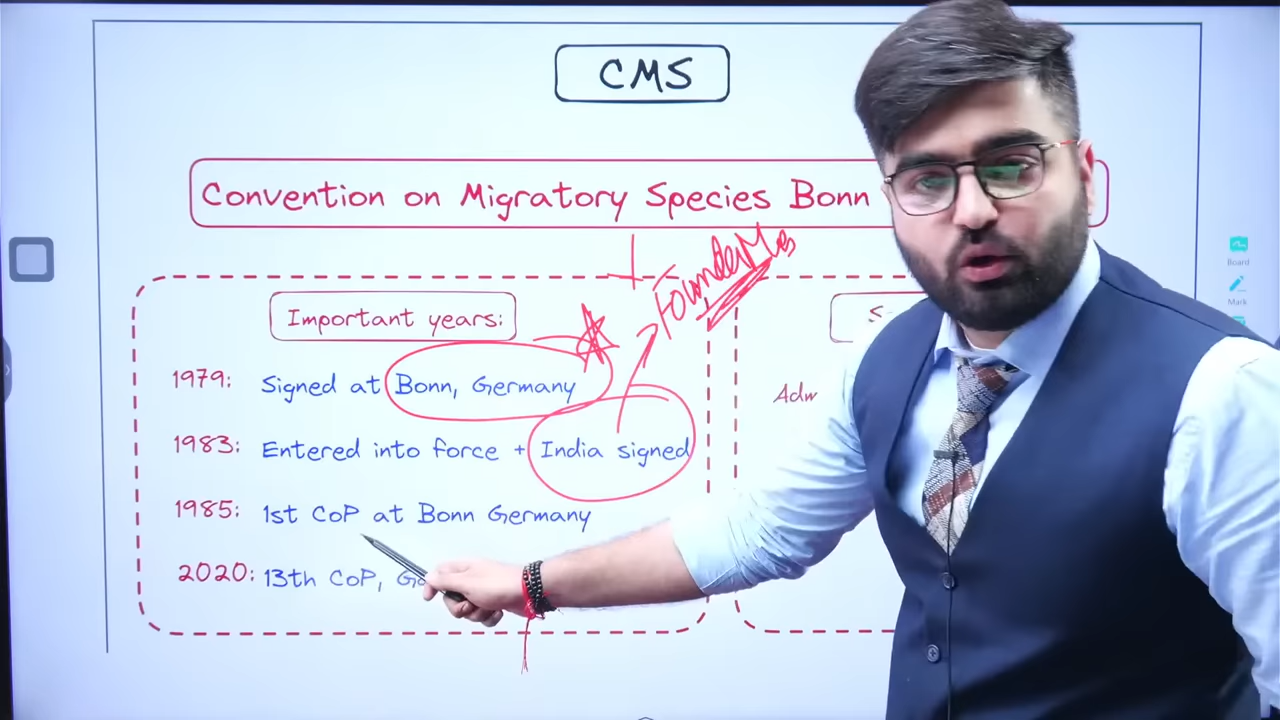 CMS
Convention on Migratory Species Bonn
Important years:
1979: Signed at Bonn, Germany
1983: Entered into force + India signed
1985: 1st CoP at Bonn Germany
2020: 13th CoP,
Board
Mark